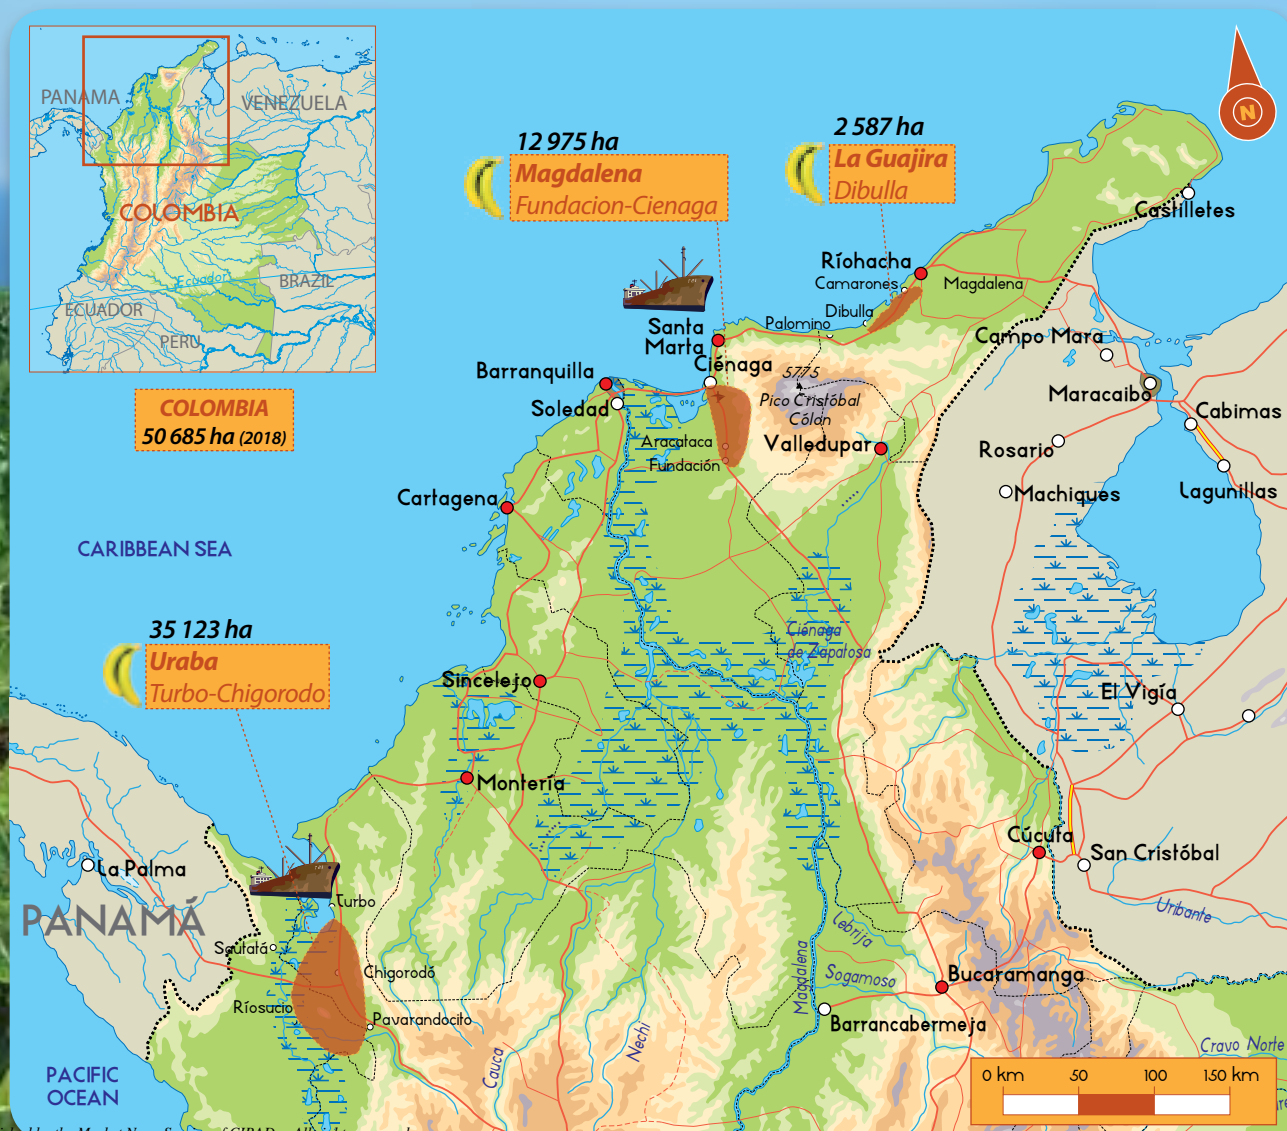 PANAMA
VENEZUELA
COLOMBIA
Ecuador
BRAZIL
ECUADOR
PERU
N
12 975 ha
Magdalena
Fundacion-Cienaga
2 587 ha
La Guajira
Dibulla
COLOMBIA
50 685 ha (2018)
35 123 ha
Uraba
Turbo-Chigorodo
CARIBBEAN SEA
PACIFIC
OCEAN
PANAMÁ
La Palma
Castilletes
Ríohacha
Camarones
Magdalena
Dibulla
Palomino
Santa
Marta
Ciénaga
Barranquilla
Soledad
5775
Pico Cristóbal
Cólon
Aracataca
Fundación
Valledupar
Campo Mara
Maracaibo
Cabimas
Rosario
Machiques
Lagunillas
Cartagena
Ciénaga
de Zapatosa
Sincelejo
El Vigía
Montería
Cúcuta
San Cristóbal
Uribante
Turbo
Sautatá
Chigorodó
Ríosucio
Pavarandocito
Lebrija
Sogamoso
Magdalena
Bucaramanga
Barrancabermeja
Cauca
Nechi
Cravo Norte
0 km 50 100 150 km